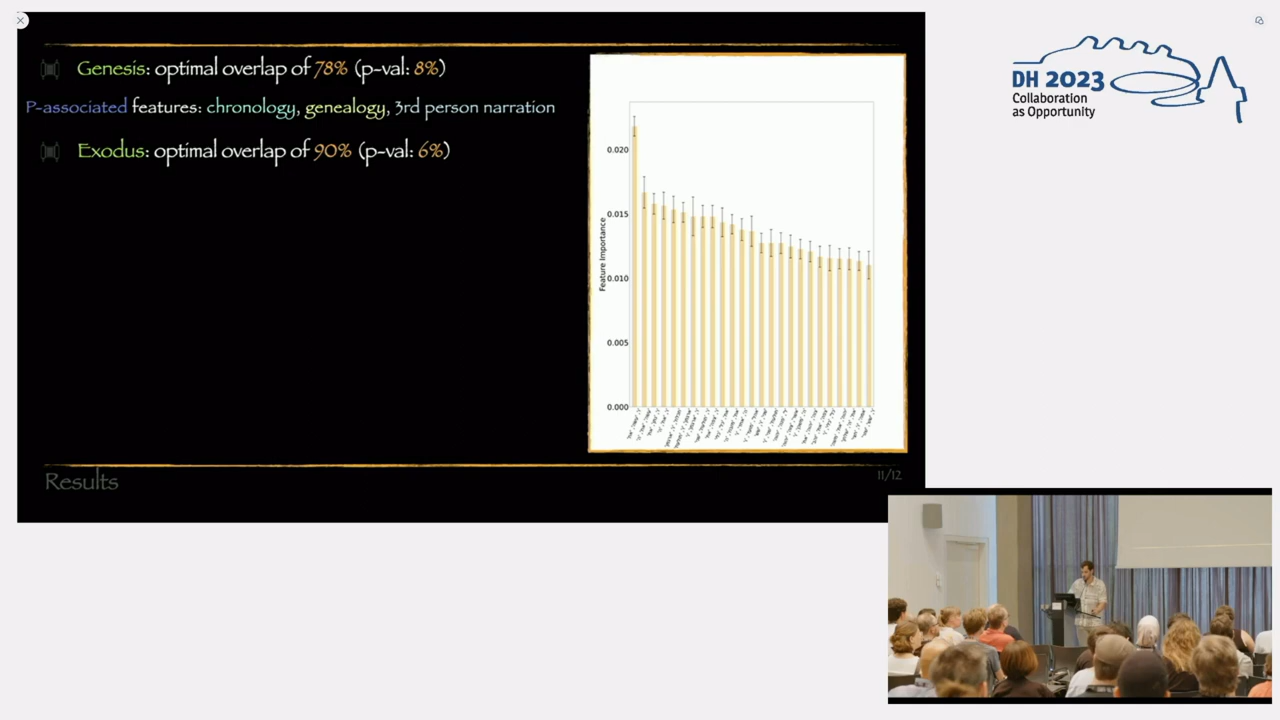 Genesis: optimal overlap of 78% (p-val: 8%)
P-associated features: chronology, genealogy, 3rd person narration
Exodus: optimal overlap of 90% (p-val: 6%)
Feature Importance
0.020
0.015
0.010
0.005
0.000
Results
11/12
DH 2023
Collaboration
as Opportunity